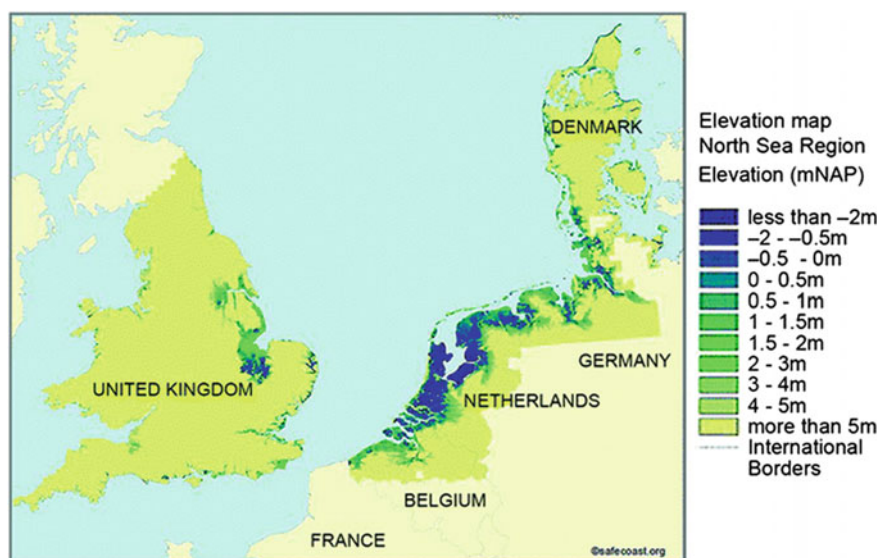 DENMARK
UNITED KINGDOM
GERMANY
NETHERLANDS
BELGIUM
FRANCE
©safecoast.org
Elevation map
North Sea Region
Elevation (mNAP)
less than –2m
–2 - –0.5m
–0.5 - 0m
0 - 0.5m
0.5 - 1m
1 - 1.5m
1.5 - 2m
2 - 3m
3 - 4m
4 - 5m
more than 5m
International
Borders